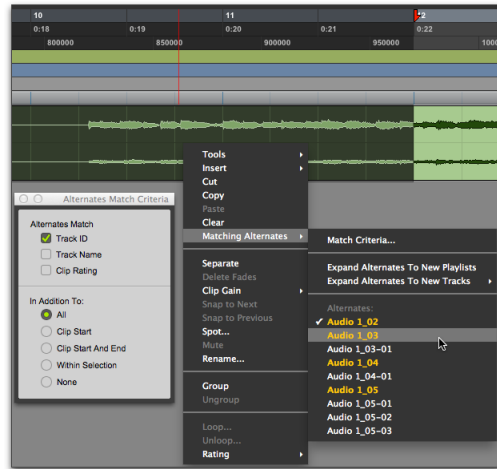 10 11 12
0:18 0:19 0:20 0:21 0:22
800000 850000 900000 950000 1000
Alternates Match Criteria
Alternates Match
Track ID
Track Name
Clip Rating
In Addition To:
All
Clip Start
Clip Start And End
Within Selection
None
Tools
Insert
Cut
Copy
Paste
Clear
Matching Alternates
Separate
Delete Fades
Clip Gain
Snap to Next
Snap to Previous
Spot...
Mute
Rename...
Group
Ungroup
Loop...
Unloop...
Rating
Match Criteria...
Expand Alternates To New Playlists
Expand Alternates To New Tracks
Alternates:
Audio 1_02
Audio 1_03
Audio 1_03-01
Audio 1_04
Audio 1_04-01
Audio 1_05
Audio 1_05-01
Audio 1_05-02
Audio 1_05-03